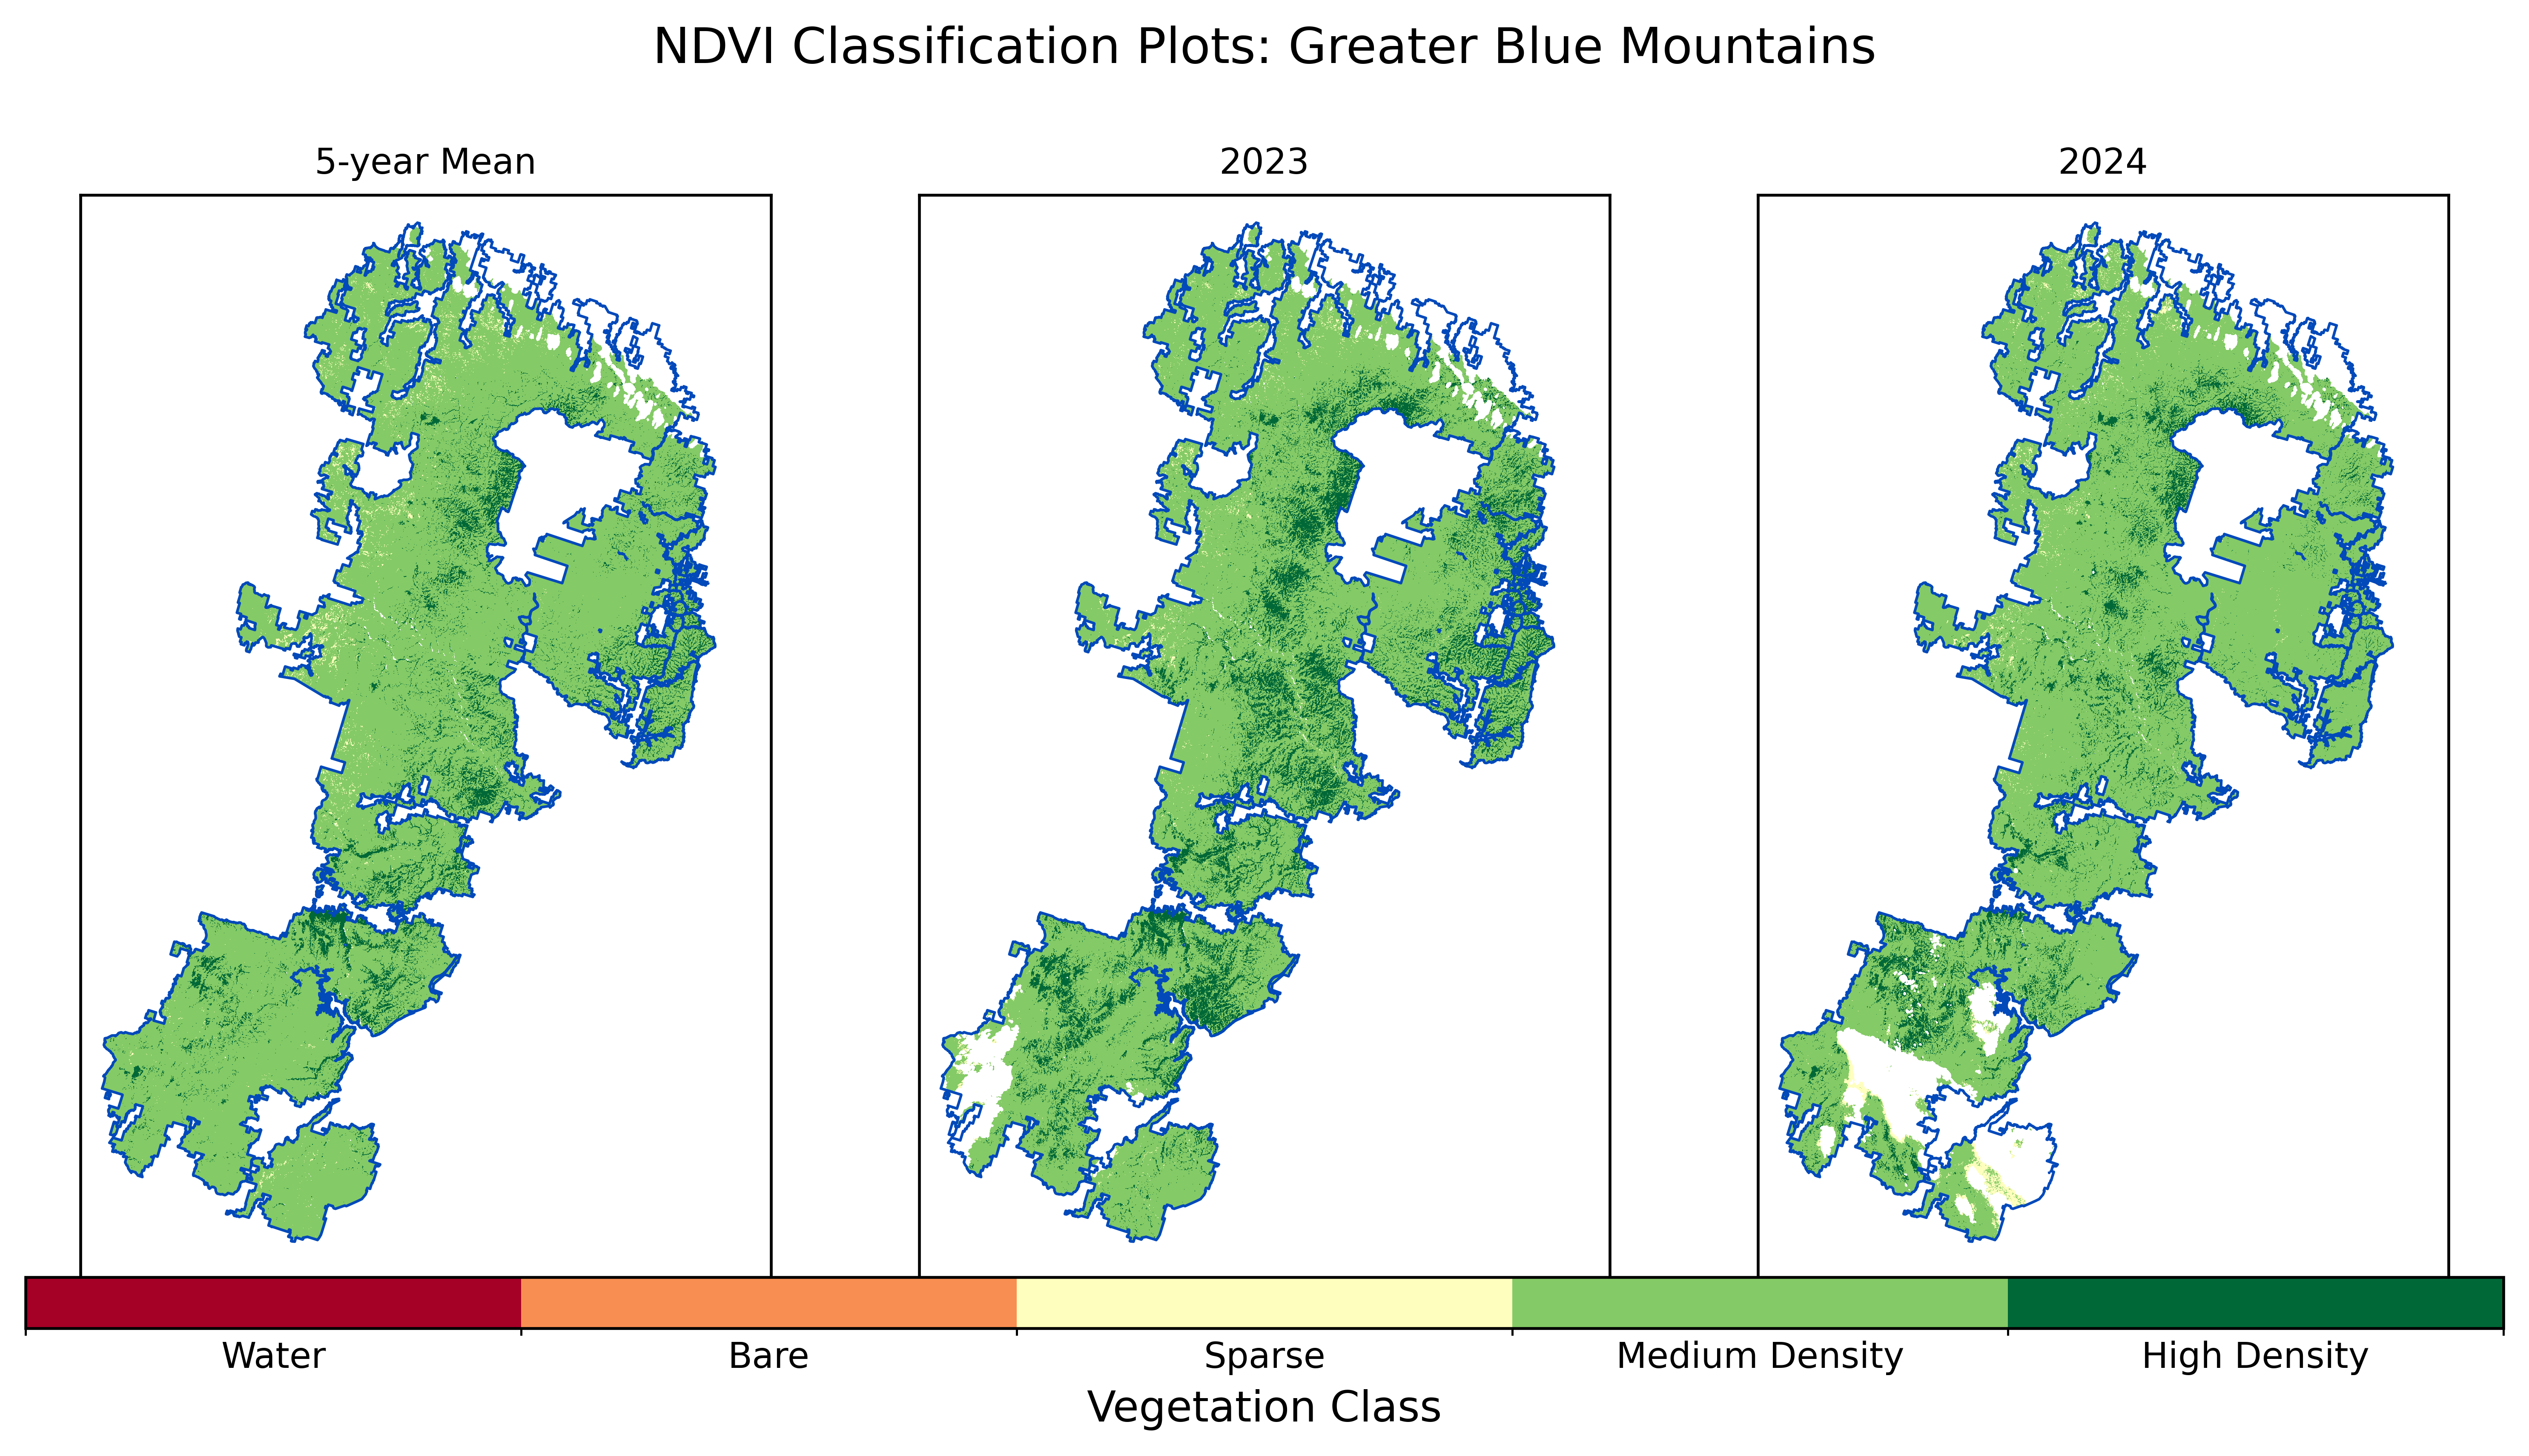 NDVI Classification Plots: Greater Blue Mountains
5-year Mean
2023
2024
Water
Bare
Sparse
Medium Density
High Density
Vegetation Class